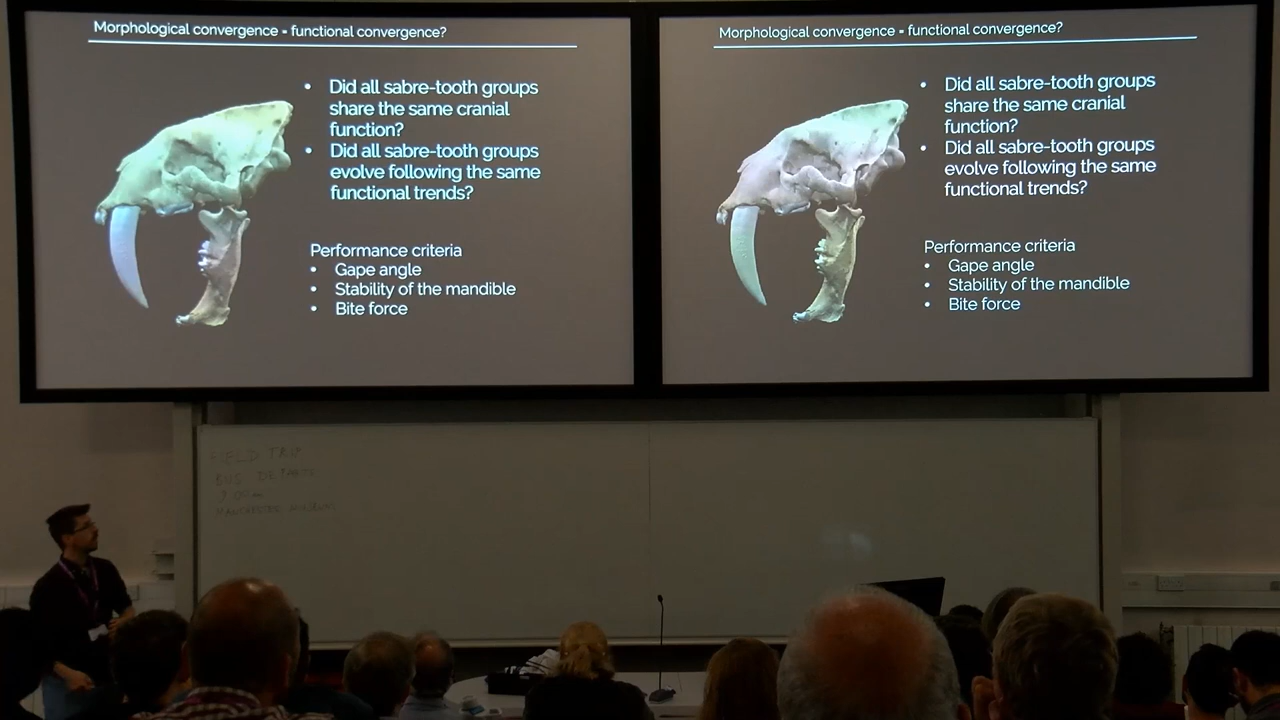 Morphological convergence = functional convergence?
• Did all sabre-tooth groups
share the same cranial
function?
• Did all sabre-tooth groups
evolve following the same
functional trends?
Performance criteria
• Gape angle
• Stability of the mandible
• Bite force
Morphological convergence = functional convergence?
• Did all sabre-tooth groups
share the same cranial
function?
• Did all sabre-tooth groups
evolve following the same
functional trends?
Performance criteria
• Gape angle
• Stability of the mandible
• Bite force
FIELD TRIP
BUS DETAILS